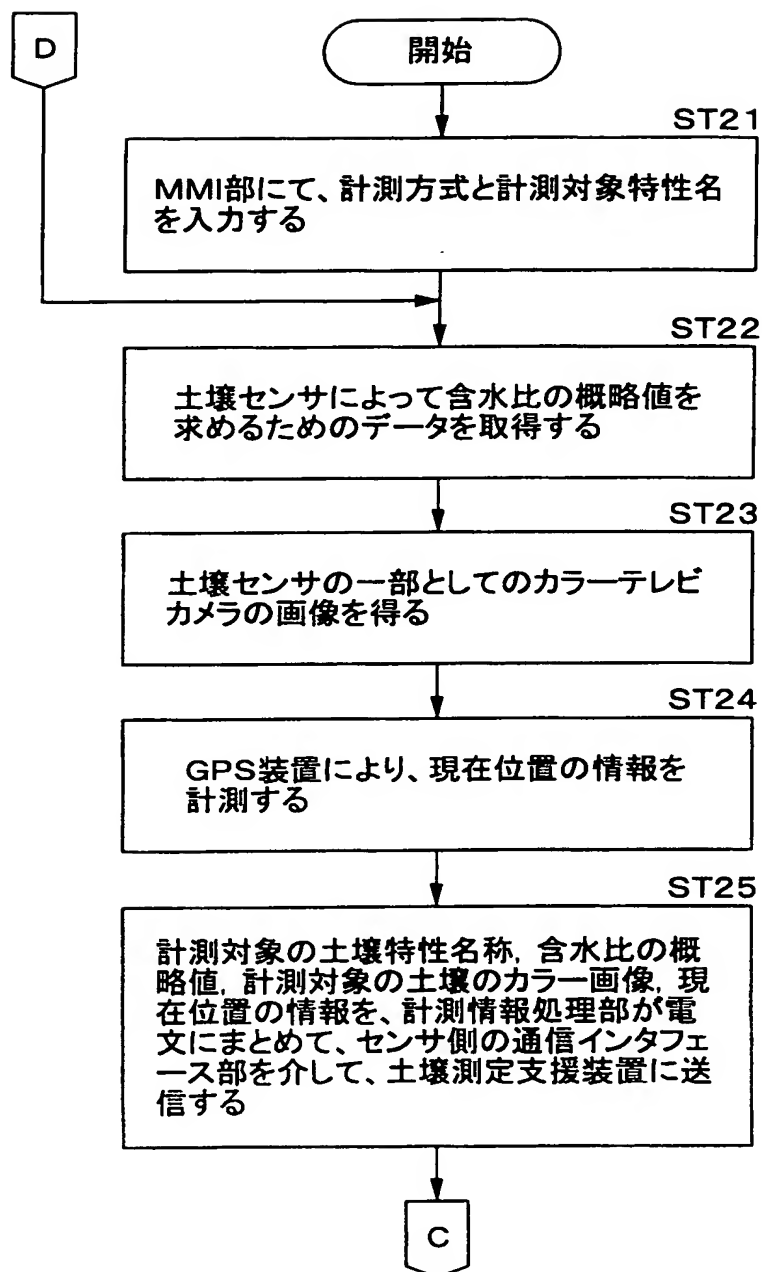 D
開始
ST21
MMI部にて、計測方式と計測対象特性名
を入力する
ST22
土壌センサによって含水比の概略値を
求めるためのデータを取得する
ST23
土壌センサの一部としてのカラーテレビ
カメラの画像を得る
ST24
GPS装置により、現在位置の情報を
計測する
ST25
計測対象の土壌特性名称, 含水比の概
略値, 計測対象の土壌のカラー画像, 現
在位置の情報を、計測情報処理部が電
文にまとめて、センサ側の通信インタフェ
ース部を介して、土壌測定支援装置に送
信する
C